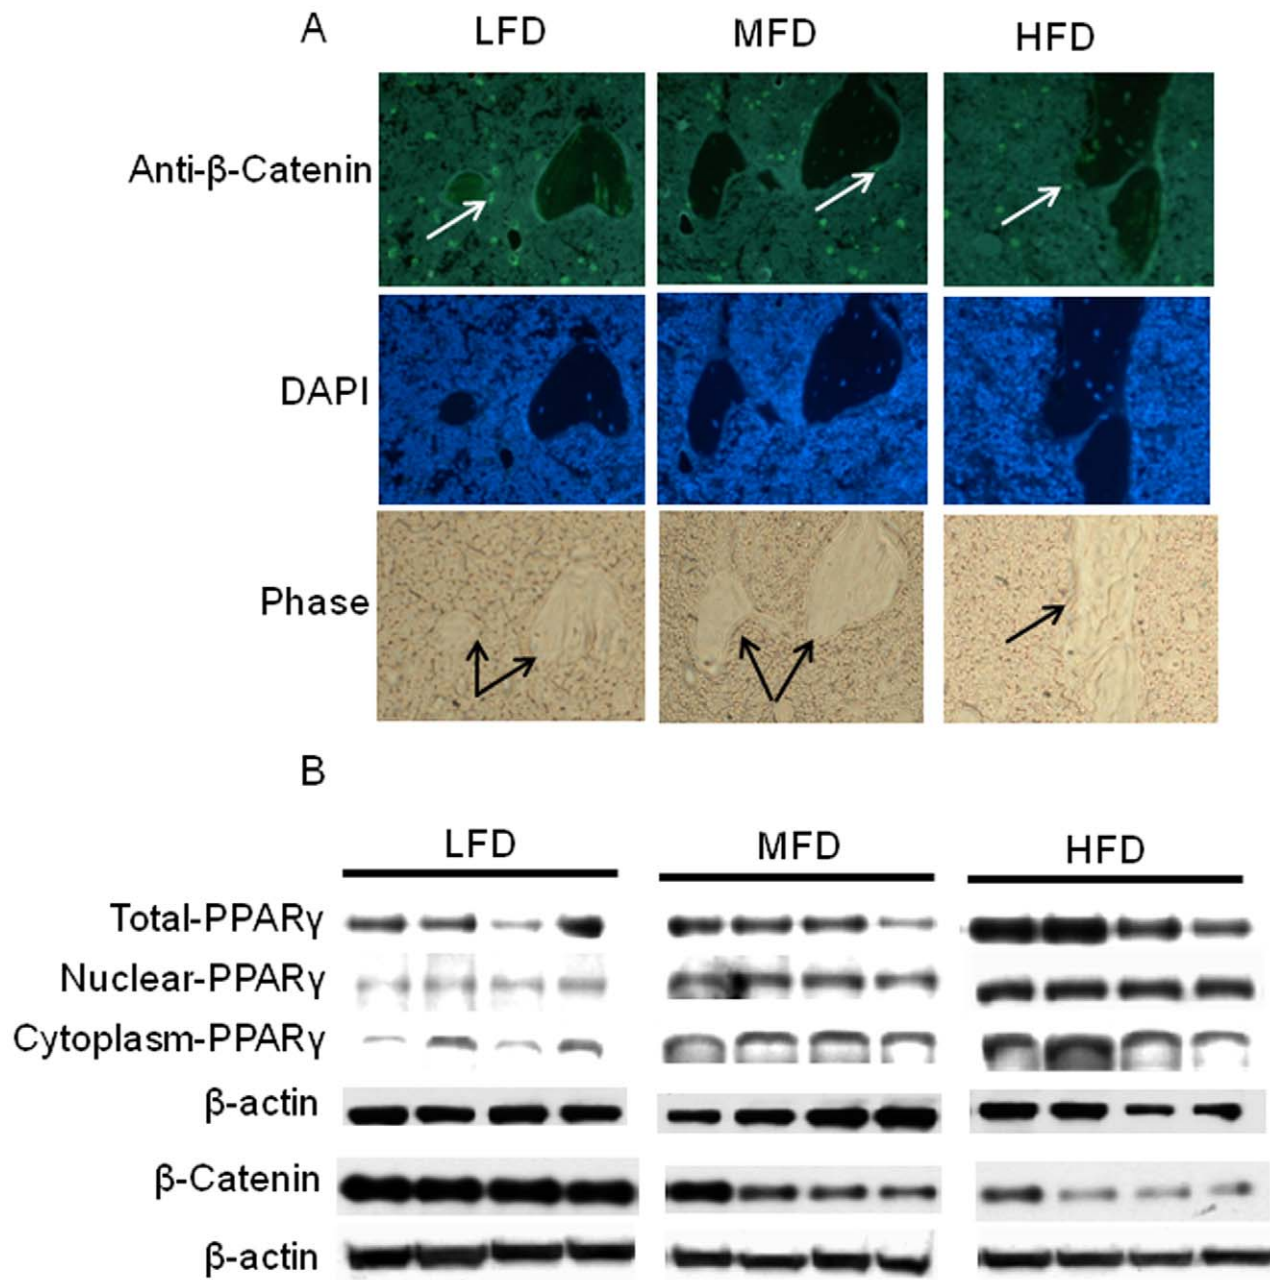 A
LFD MFD HFD
Anti-β-Catenin
DAPI
Phase
B
LFD MFD HFD
Total-PPARγ
Nuclear-PPARγ
Cytoplasm-PPARγ
β-actin
β-Catenin
β-actin